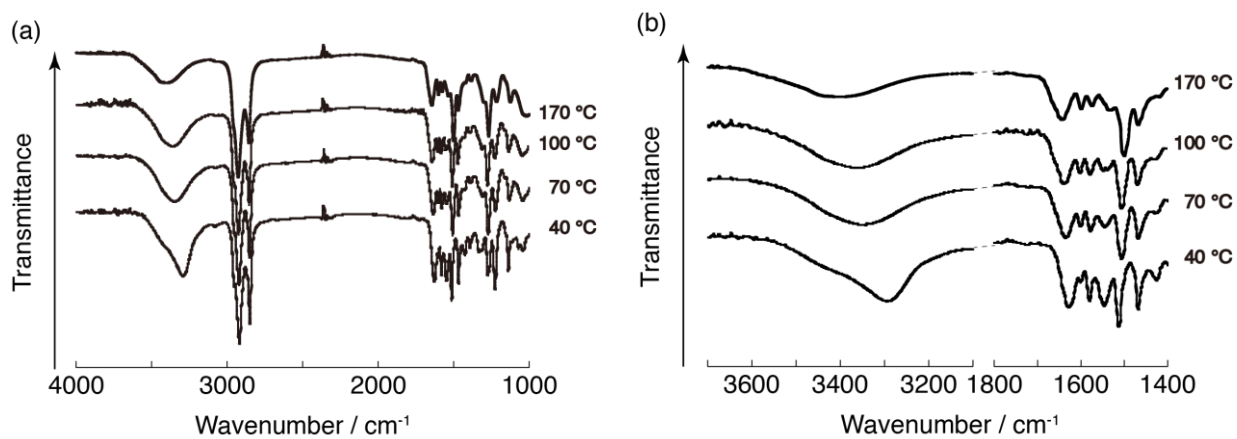 (a)
Transmittance
170 °C
100 °C
70 °C
40 °C
4000 3000 2000 1000
Wavenumber / cm⁻¹
(b)
Transmittance
170 °C
100 °C
70 °C
40 °C
3600 3400 3200 1800 1600 1400
Wavenumber / cm⁻¹